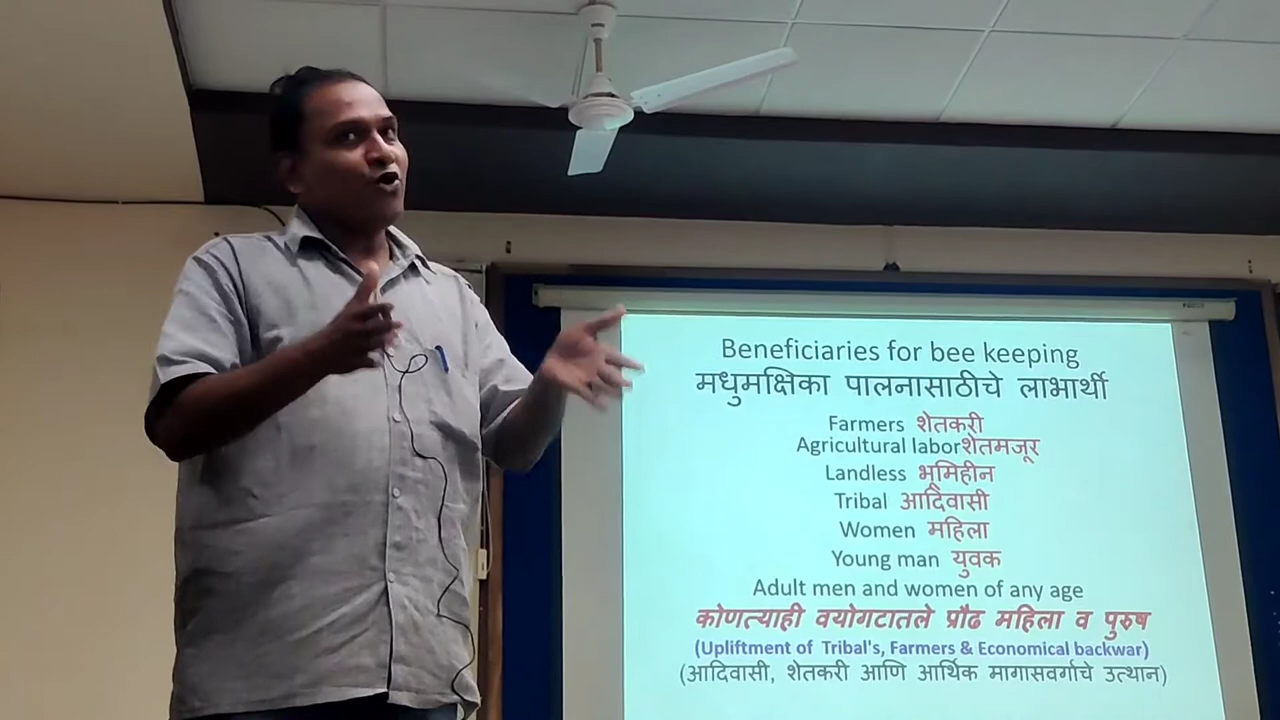 Beneficiaries for bee keeping
मधुमक्षिका पालनासाठीचे लाभार्थी
Farmers शेतकरी
Agricultural laborशेतमजूर
Landless भूमिहीन
Tribal आदिवासी
Women महिला
Young man युवक
Adult men and women of any age
कोणत्याही वयोगटातले प्रौढ महिला व पुरुष
(Upliftment of Tribal's, Farmers & Economical backwar)
(आदिवासी, शेतकरी आणि आर्थिक मागासवर्गाचे उत्थान)